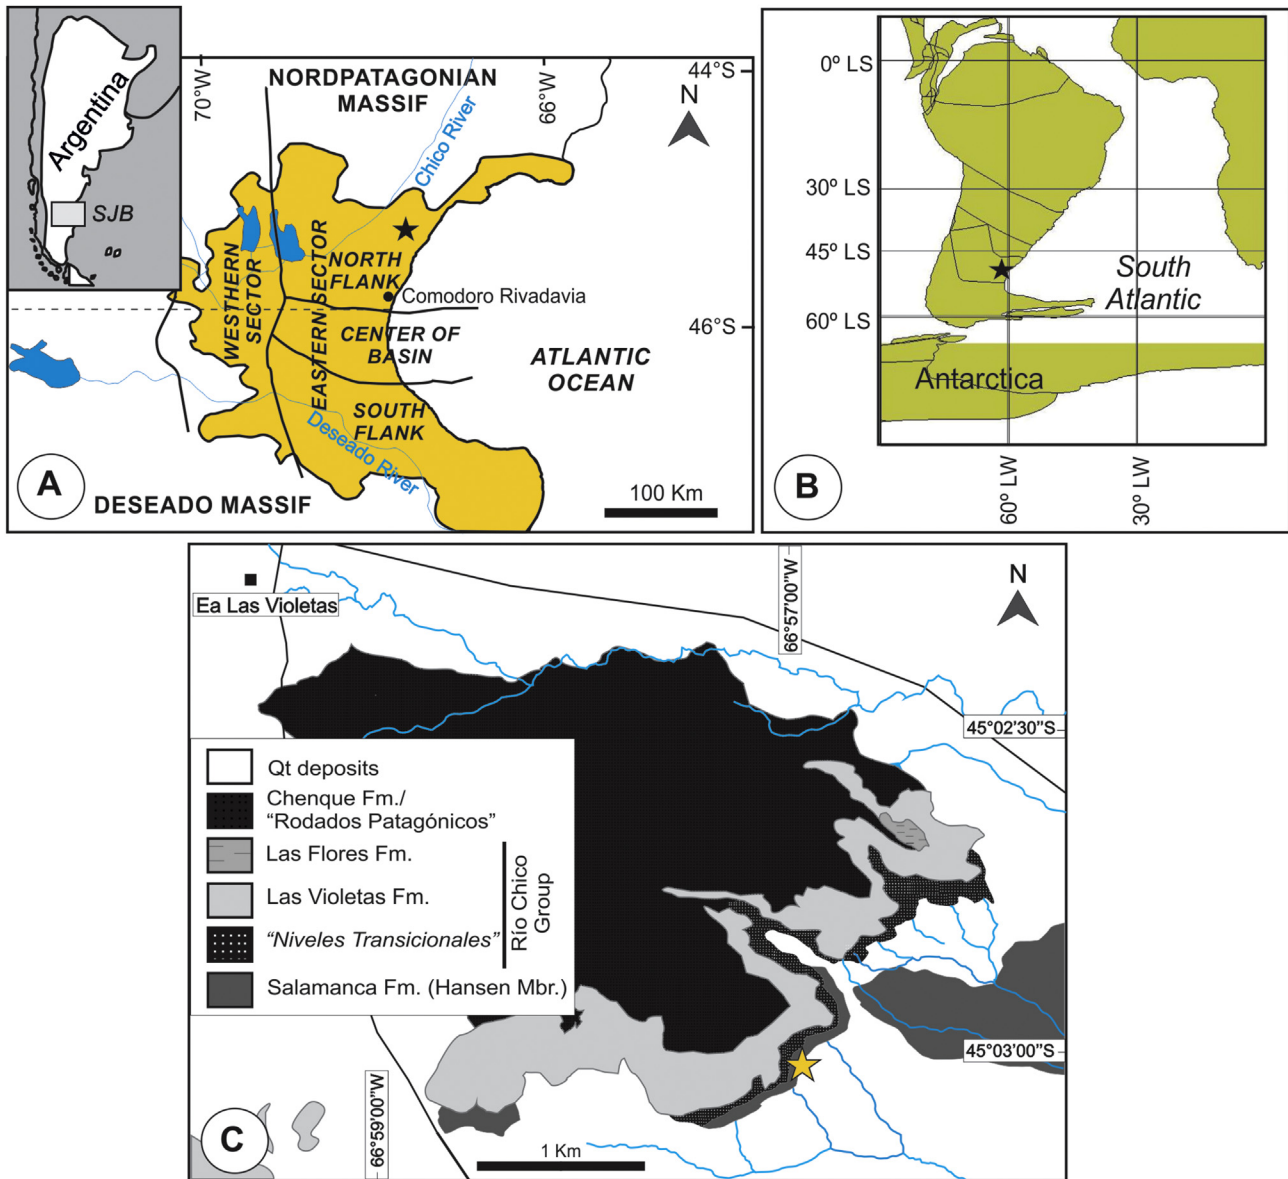 Argentina
SJB
70°W
NORDPATAGONIAN
MASSIF
66°W
44°S
N
Chico River
WESTHERN
SECTOR
EASTERN SECTOR
NORTH
FLANK
Comodoro Rivadavia
46°S
CENTER OF
BASIN
ATLANTIC
OCEAN
SOUTH
FLANK
Deseado River
A
DESEADO MASSIF
100 Km
0º LS
30º LS
45º LS
60º LS
South
Atlantic
Antarctica
B
60º LW
30º LW
Ea Las Violetas
66°57'00"W
N
45°02'30"S
Qt deposits
Chenque Fm./
"Rodados Patagónicos"
Las Flores Fm.
Las Violetas Fm.
"Niveles Transicionales"
Río Chico
Group
Salamanca Fm. (Hansen Mbr.)
45°03'00"S
C
66°59'00"W
1 Km